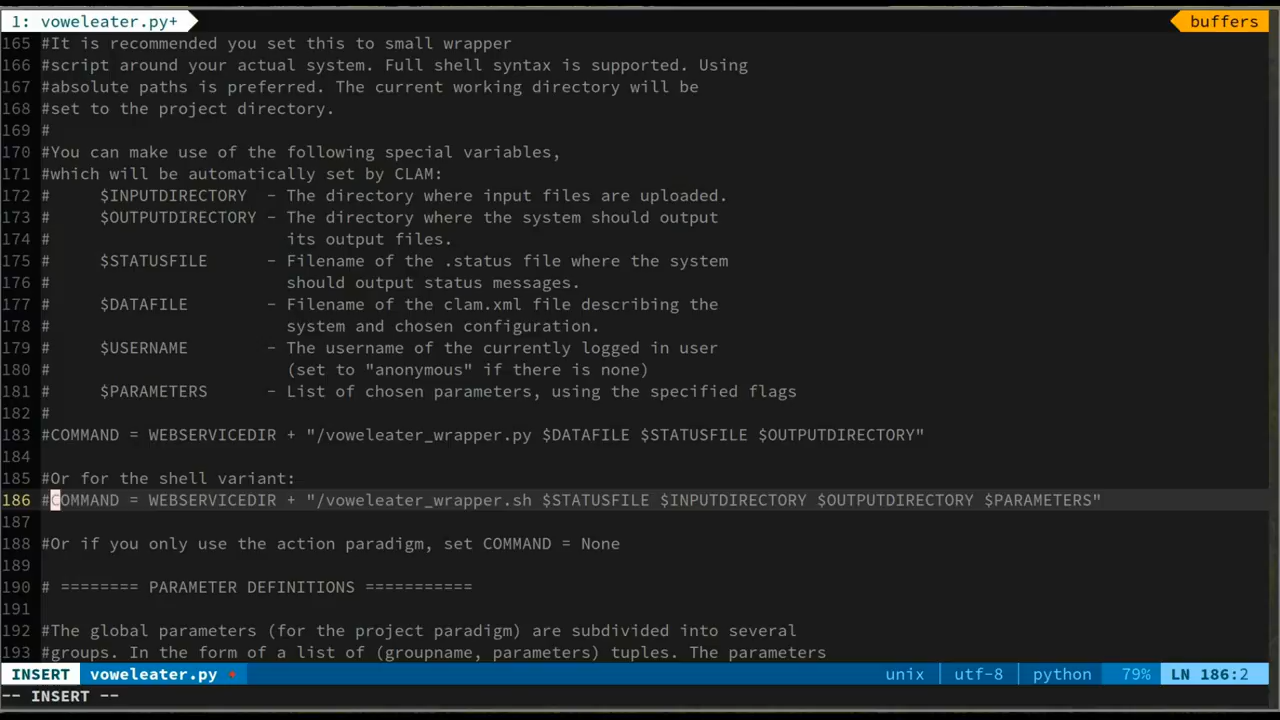 1: voweleater.py+ buffers
165 #It is recommended you set this to small wrapper
166 #script around your actual system. Full shell syntax is supported. Using
167 #absolute paths is preferred. The current working directory will be
168 #set to the project directory.
169 #
170 #You can make use of the following special variables,
171 #which will be automatically set by CLAM:
172 #     $INPUTDIRECTORY  - The directory where input files are uploaded.
173 #     $OUTPUTDIRECTORY - The directory where the system should output
174 #                        its output files.
175 #     $STATUSFILE      - Filename of the .status file where the system
176 #                        should output status messages.
177 #     $DATAFILE        - Filename of the clam.xml file describing the
178 #                        system and chosen configuration.
179 #     $USERNAME        - The username of the currently logged in user
180 #                        (set to "anonymous" if there is none)
181 #     $PARAMETERS      - List of chosen parameters, using the specified flags
182 #
183 #COMMAND = WEBSERVICEDIR + "/voweleater_wrapper.py $DATAFILE $STATUSFILE $OUTPUTDIRECTORY"
184
185 #Or for the shell variant:
186 #COMMAND = WEBSERVICEDIR + "/voweleater_wrapper.sh $STATUSFILE $INPUTDIRECTORY $OUTPUTDIRECTORY $PARAMETERS"
187
188 #Or if you only use the action paradigm, set COMMAND = None
189
190 # ======== PARAMETER DEFINITIONS ===========
191
192 #The global parameters (for the project paradigm) are subdivided into several
193 #groups. In the form of a list of (groupname, parameters) tuples. The parameters
INSERT voweleater.py unix utf-8 python 79% LN 186:2
-- INSERT --